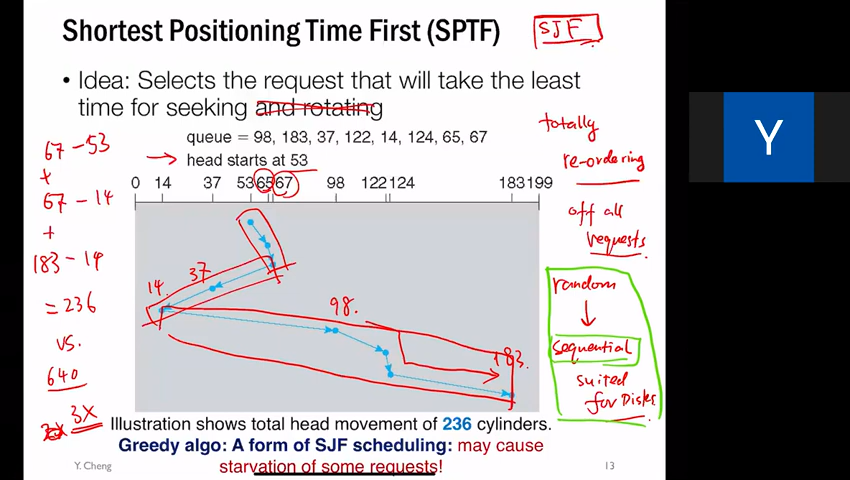 Shortest Positioning Time First (SPTF)
SJF
• Idea: Selects the request that will take the least
time for seeking and rotating
queue = 98, 183, 37, 122, 14, 124, 65, 67
head starts at 53
0 14 37 53 65 67 98 122 124 183 199
67-53
+
67-14
+
183-14
=236
vs.
640
3X
14.
37
98.
183.
totally
re-ordering
off all
requests
random
↓
sequential
suited
for Disks
Illustration shows total head movement of 236 cylinders.
Greedy algo: A form of SJF scheduling: may cause
starvation of some requests!
Y. Cheng
13
Y